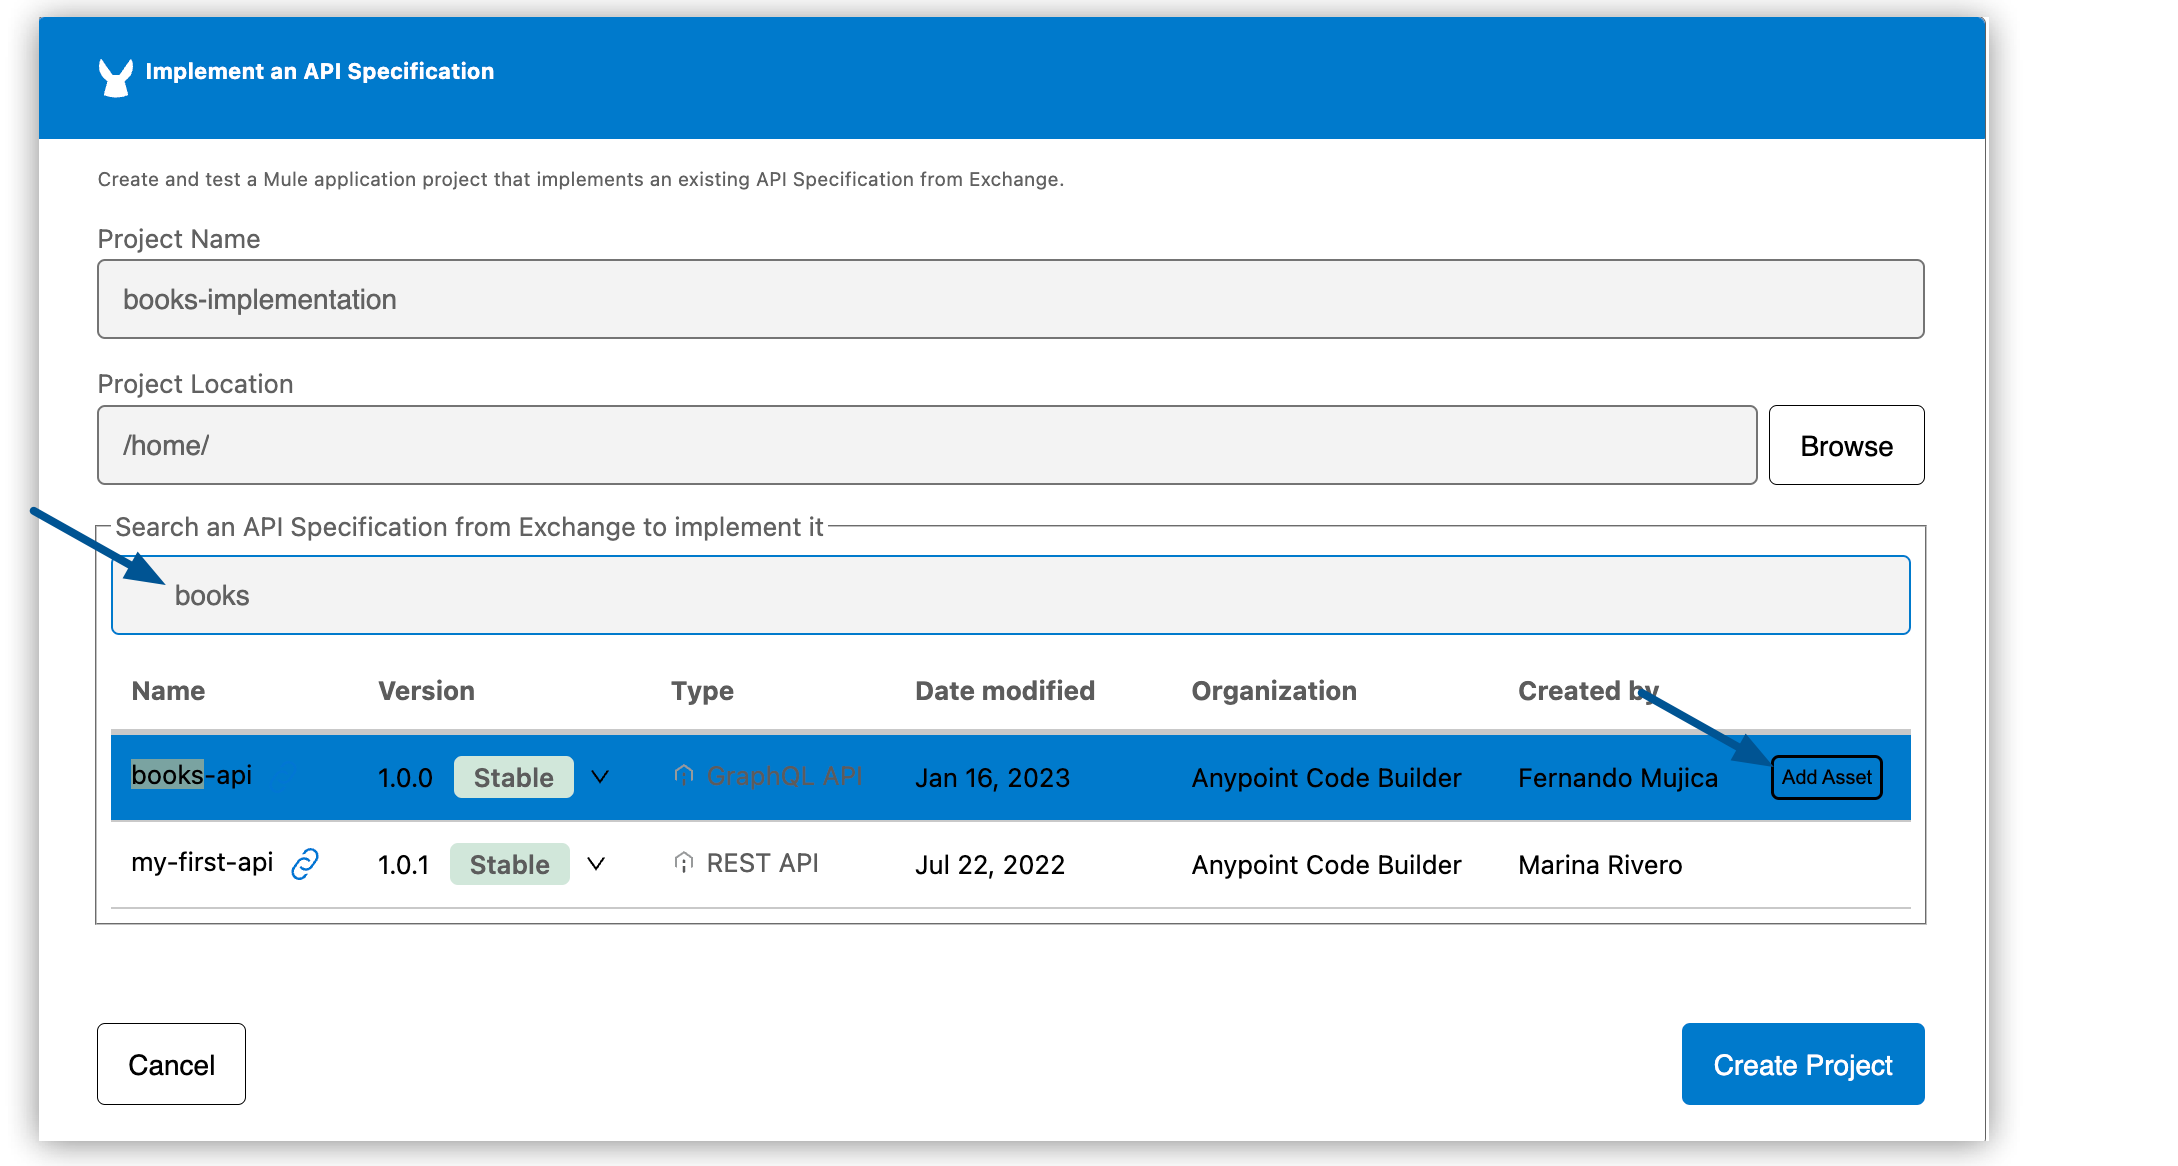 Implement an API Specification
Create and test a Mule application project that implements an existing API Specification from Exchange.
Project Name
books-implementation
Project Location
/home/
Browse
Search an API Specification from Exchange to implement it
books
Name Version Type Date modified Organization Created by
books-api 1.0.0 Stable GraphQL API Jan 16, 2023 Anypoint Code Builder Fernando Mujica Add Asset
my-first-api 1.0.1 Stable REST API Jul 22, 2022 Anypoint Code Builder Marina Rivero
Cancel
Create Project